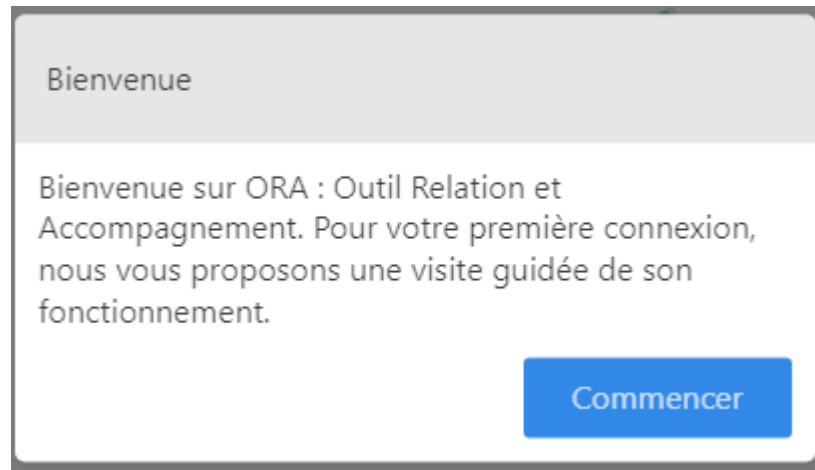 Bienvenue
Bienvenue sur ORA : Outil Relation et
Accompagnement. Pour votre première connexion,
nous vous proposons une visite guidée de son
fonctionnement.
Commencer